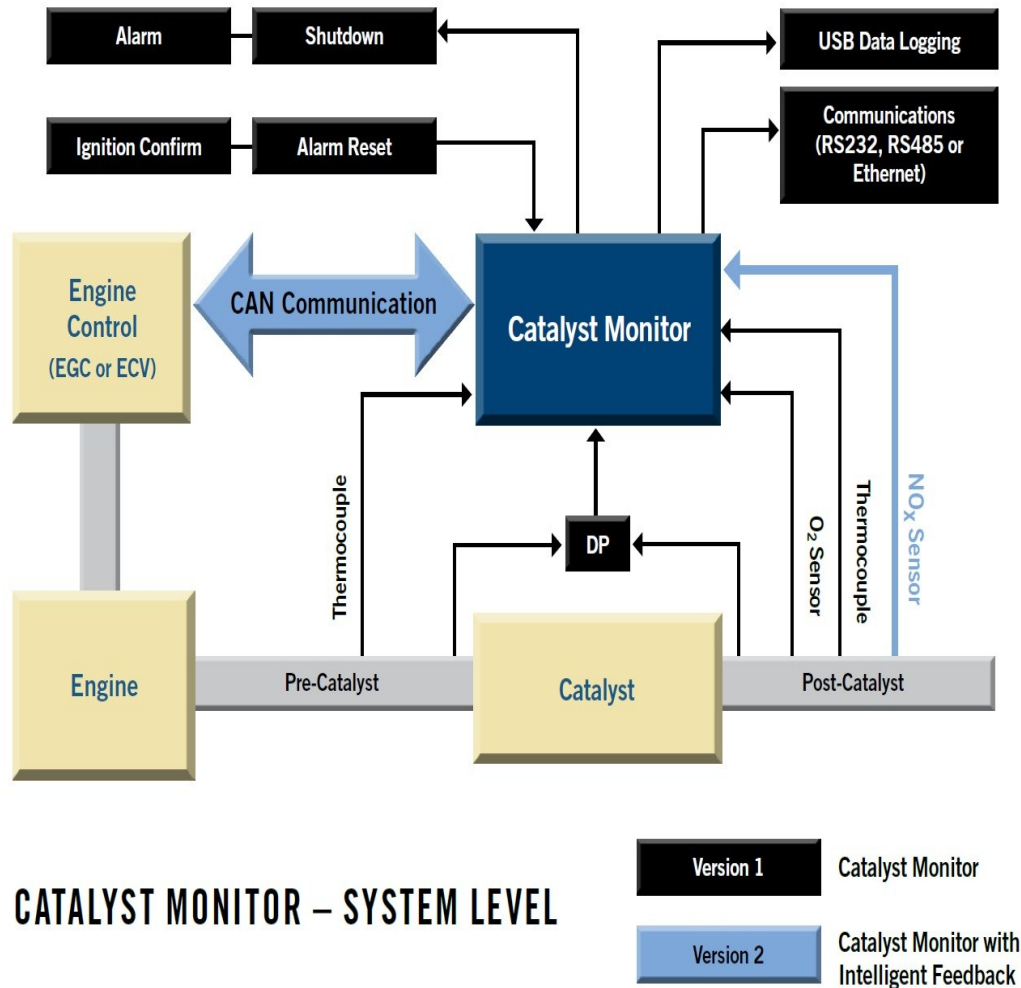 Alarm
Shutdown
USB Data Logging
Ignition Confirm
Alarm Reset
Communications
(RS232, RS485 or
Ethernet)
Engine
Control
(EGC or ECV)
CAN Communication
Catalyst Monitor
Thermocouple
DP
O₂ Sensor
Thermocouple
NOₓ Sensor
Engine
Pre-Catalyst
Catalyst
Post-Catalyst
CATALYST MONITOR – SYSTEM LEVEL
Version 1
Catalyst Monitor
Version 2
Catalyst Monitor with
Intelligent Feedback